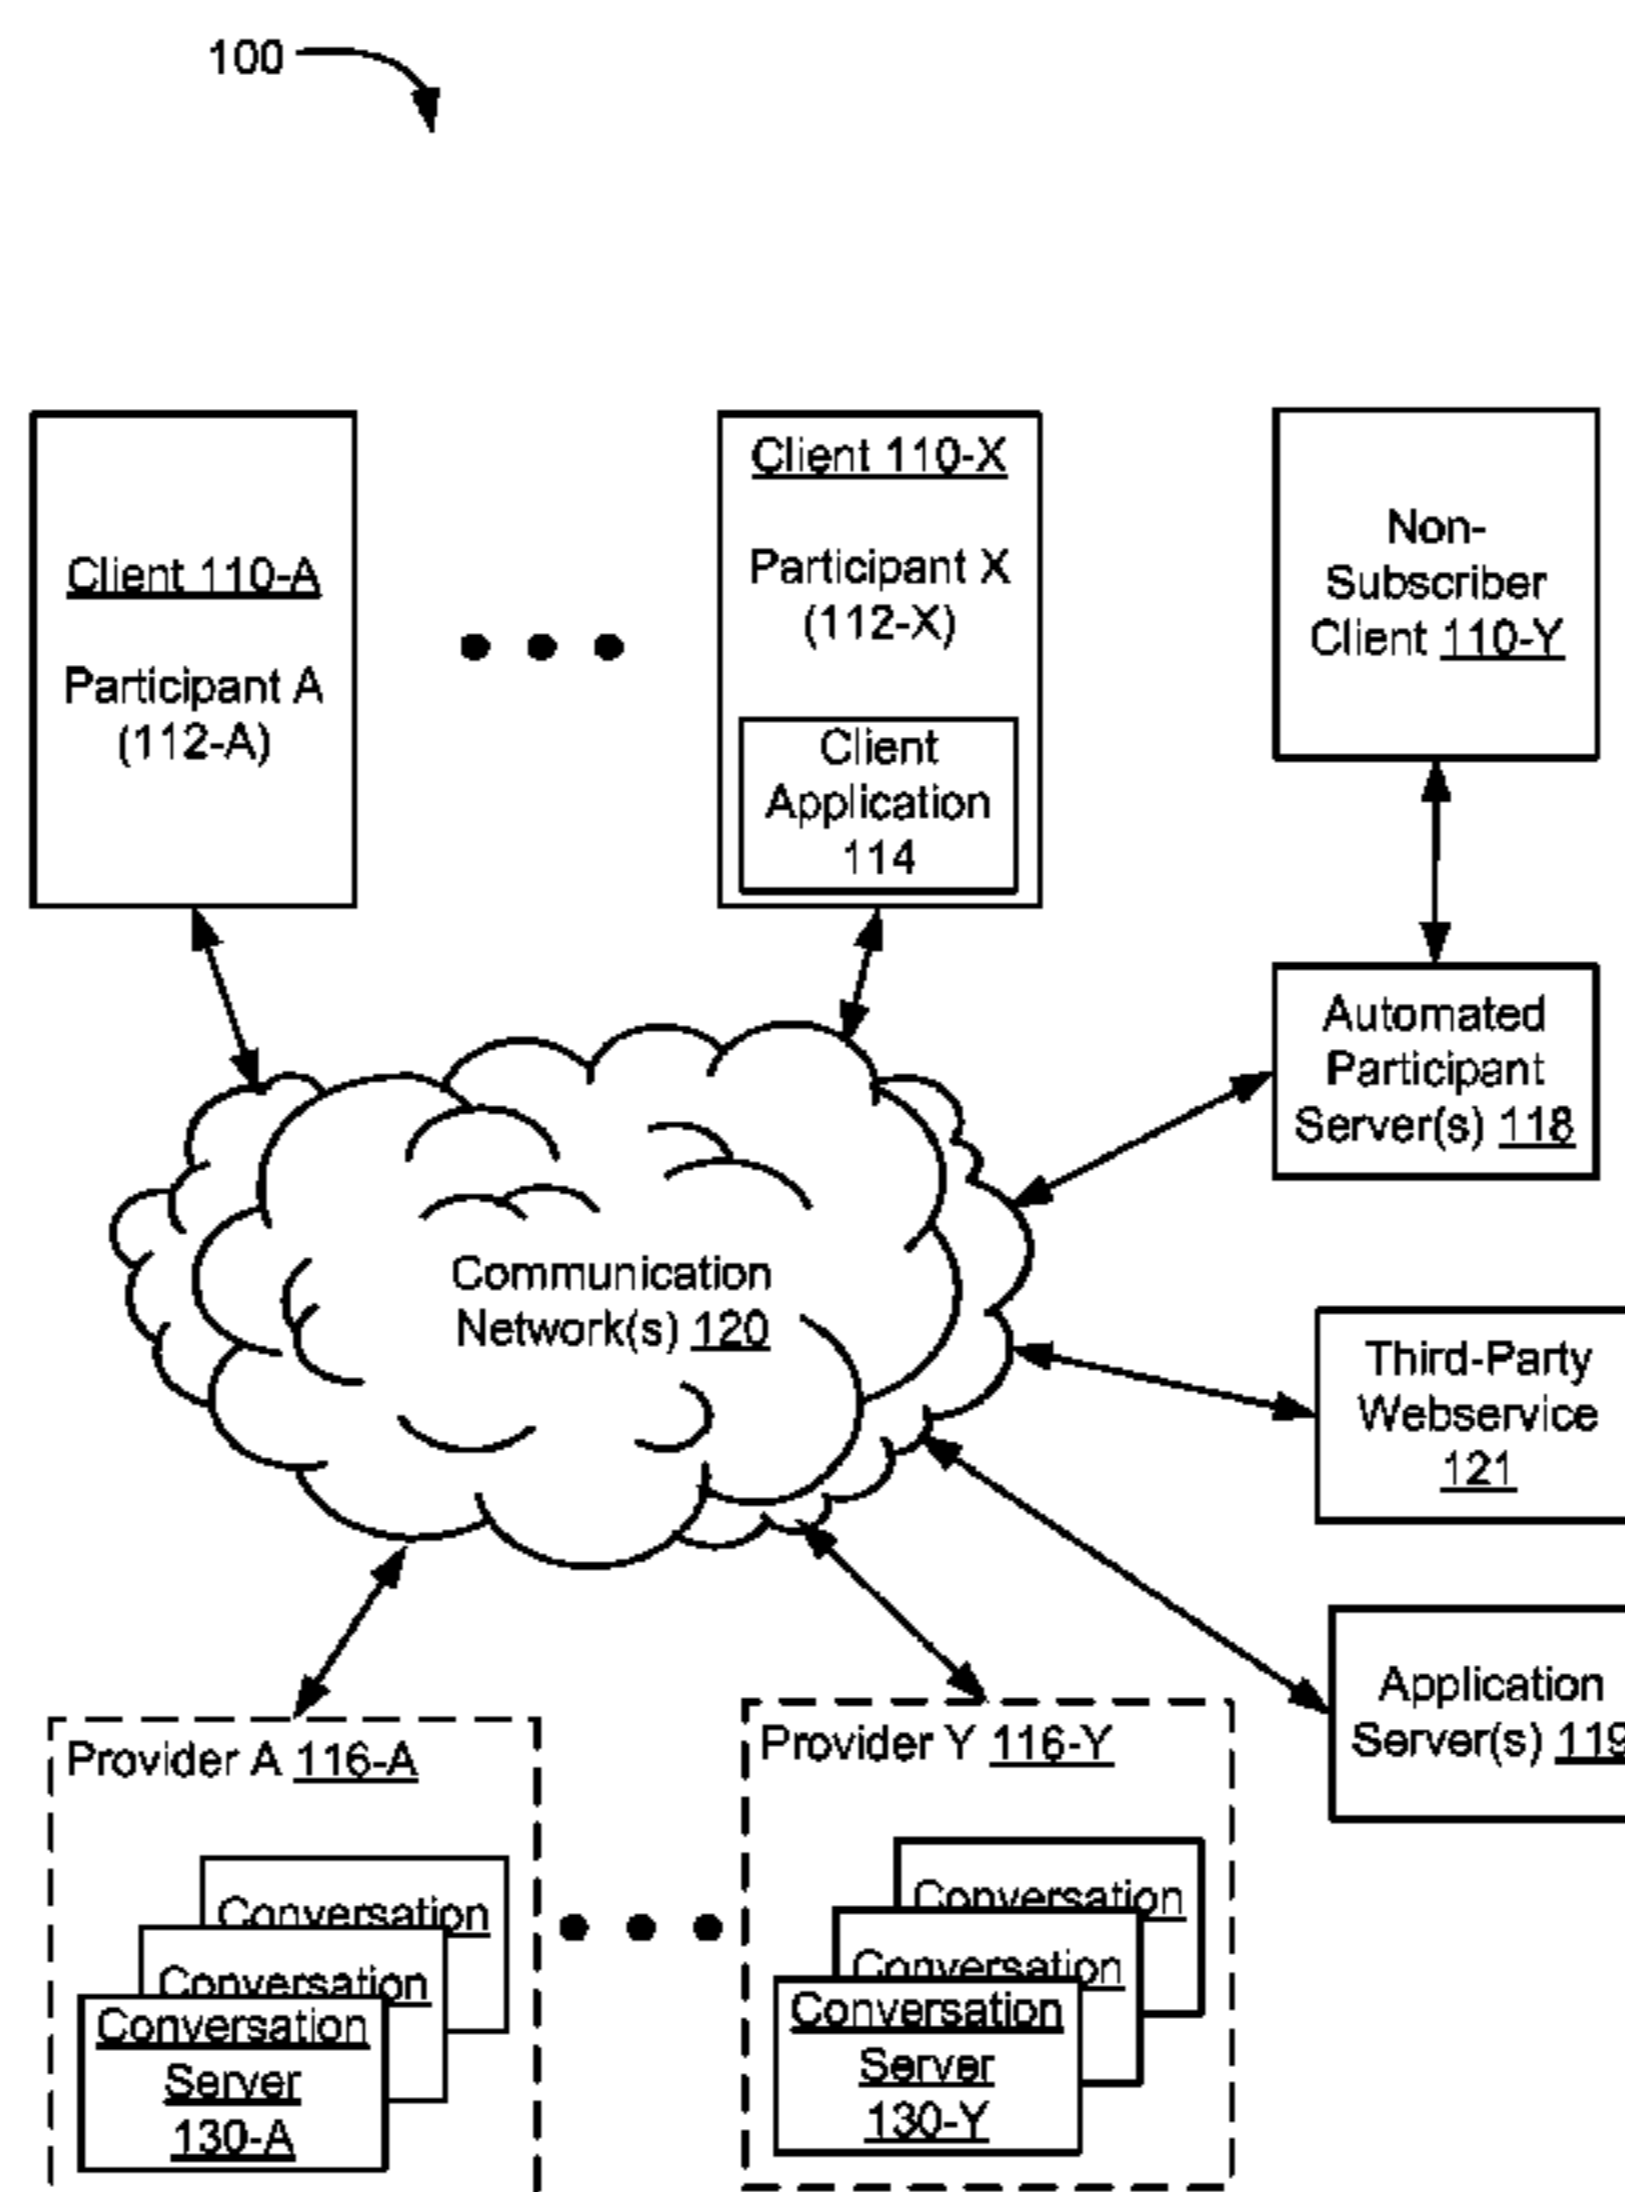 100
Client 110-A
Participant A
(112-A)
Client 110-X
Participant X
(112-X)
Client
Application
114
Non-
Subscriber
Client 110-Y
Automated
Participant
Server(s) 118
Communication
Network(s) 120
Third-Party
Webservice
121
Application
Server(s) 119
Provider A 116-A
Conversation
Conversation
Conversation
Server
130-A
Provider Y 116-Y
Conversation
Conversation
Conversation
Server
130-Y